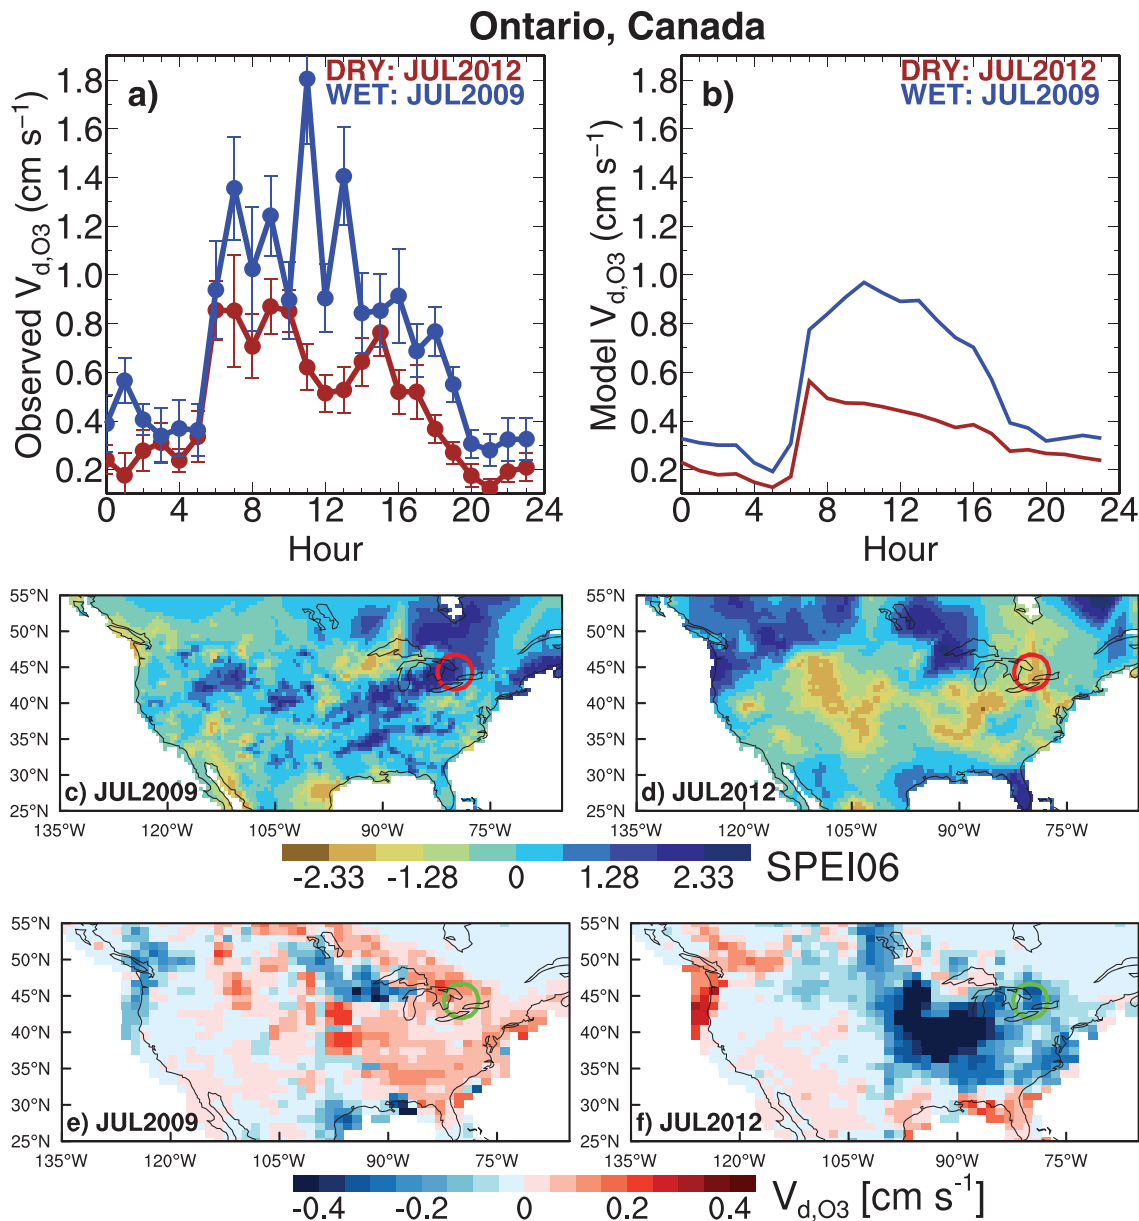 Ontario, Canada
a)
DRY: JUL2012
WET: JUL2009
Observed V_d,O3 (cm s⁻¹)
1.8
1.6
1.4
1.2
1.0
0.8
0.6
0.4
0.2
0 4 8 12 16 20 24
Hour
b)
DRY: JUL2012
WET: JUL2009
Model V_d,O3 (cm s⁻¹)
1.8
1.6
1.4
1.2
1.0
0.8
0.6
0.4
0.2
0 4 8 12 16 20 24
Hour
55°N
50°N
45°N
40°N
35°N
30°N
25°N
c) JUL2009
135°W 120°W 105°W 90°W 75°W
55°N
50°N
45°N
40°N
35°N
30°N
25°N
d) JUL2012
135°W 120°W 105°W 90°W 75°W
-2.33 -1.28 0 1.28 2.33 SPEI06
55°N
50°N
45°N
40°N
35°N
30°N
25°N
e) JUL2009
135°W 120°W 105°W 90°W 75°W
55°N
50°N
45°N
40°N
35°N
30°N
25°N
f) JUL2012
135°W 120°W 105°W 90°W 75°W
-0.4 -0.2 0 0.2 0.4 V_d,O3 [cm s⁻¹]